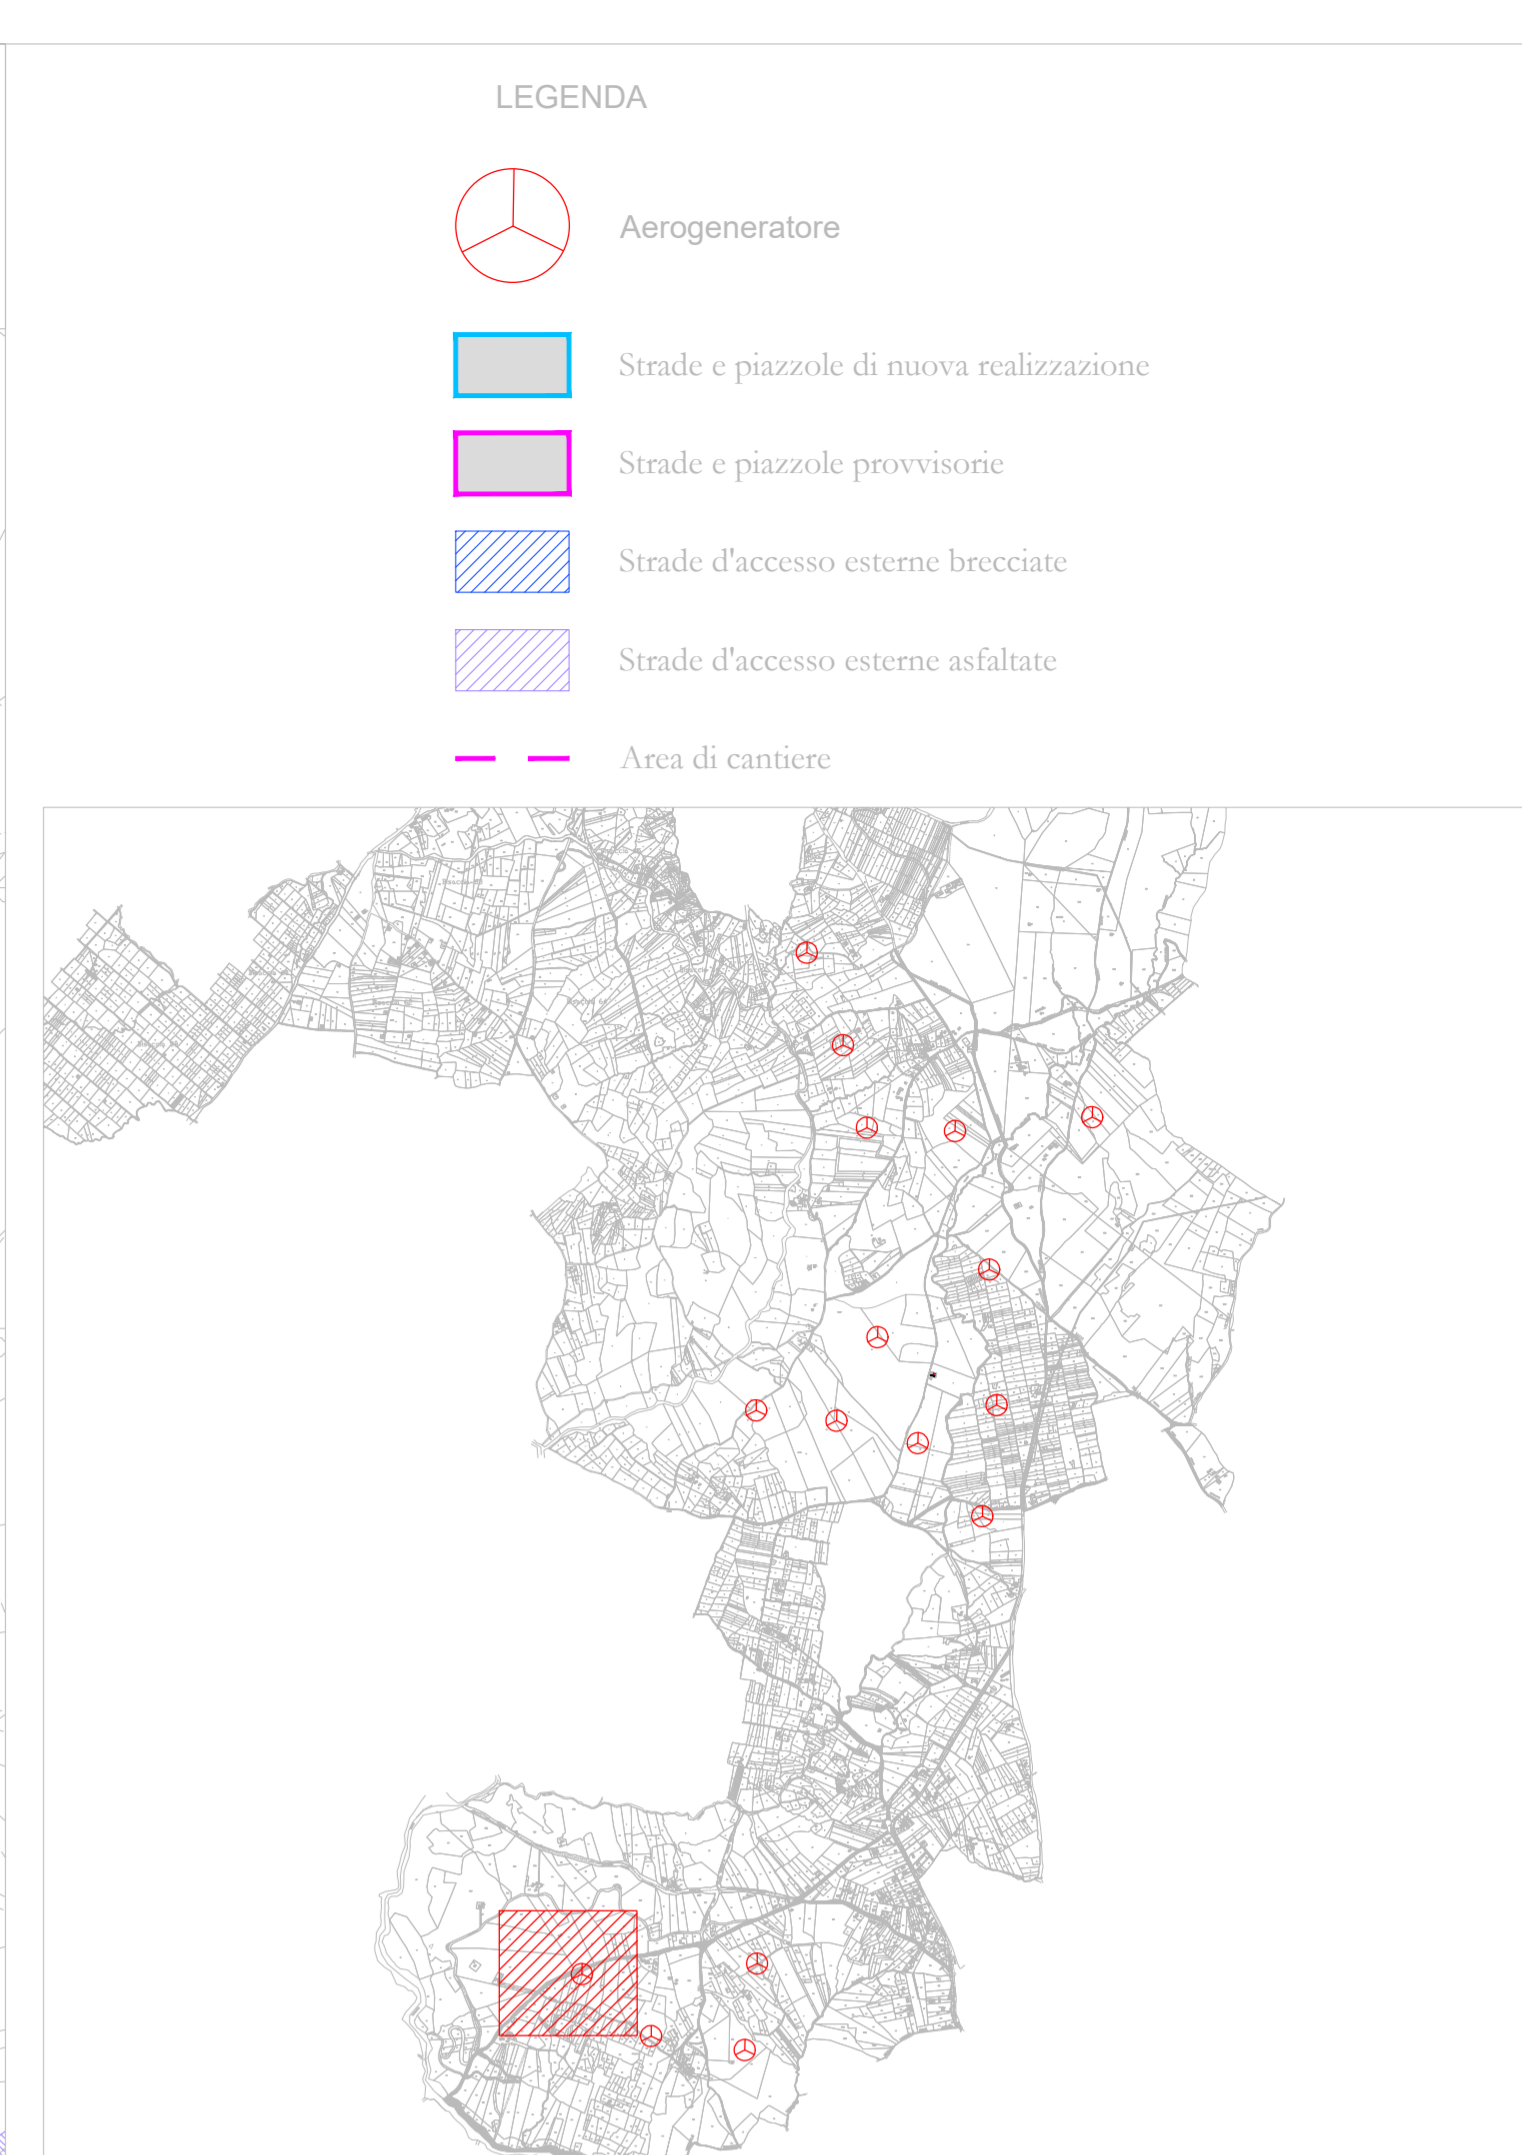 LEGENDA
Aerogeneratore
Strade e piazzole di nuova realizzazione
Strade e piazzole provvisorie
Strade d'accesso esterne brecciate
Strade d'accesso esterne asfaltate
Area di cantiere